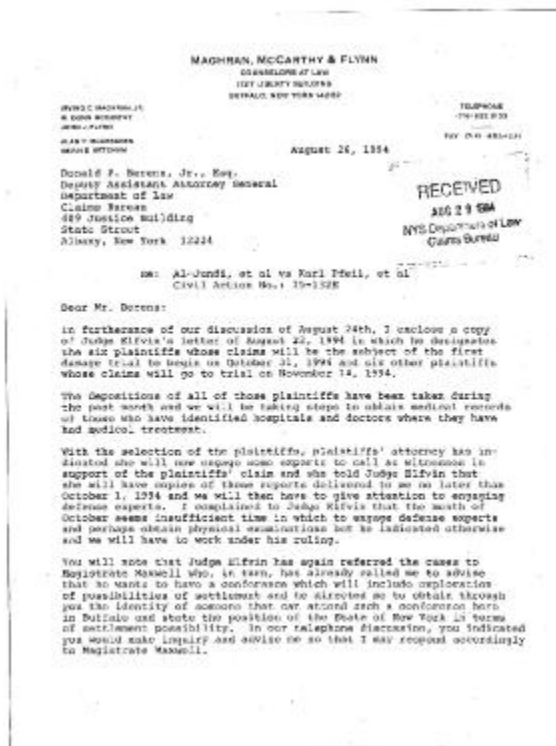 MAGHRAN, MCCARTHY & FLYNN
COUNSELORS AT LAW
LIBERTY BUILDING
BUFFALO, NEW YORK 14202
TELEPHONE
August 26, 1994
Donald P. Berens, Jr., Esq.
Deputy Assistant Attorney General
Department of Law
Claims Bureau
Justice Building
State Street
Albany, New York 12224
RECEIVED
AUG 29 1994
NYS Department of Law
Claims Bureau
RE: Al-Jundi, et al vs Karl Pfeil, et al
Civil Action No.: 75-132E
Dear Mr. Berens:
In furtherance of our discussion of August 24th, I enclose a copy
of Judge Elfvin's letter of August 22, 1994 in which he designates
the six plaintiffs whose claims will be the subject of the first
damage trial to begin on October 31, 1994 and six other plaintiffs
whose claims will go to trial on November 14, 1994.
The depositions of all of those plaintiffs have been taken during
the past month and we will be taking steps to obtain medical records
of those who have identified hospitals and doctors where they have
had medical treatment.
With the selection of the plaintiffs, plaintiffs' attorney has in-
dicated she will now engage some experts to call as witnesses in
support of the plaintiffs' claim and she told Judge Elfvin that
she will have copies of those reports delivered to me no later than
October 1, 1994 and we will then have to give attention to engaging
defense experts. I complained to Judge Elfvin that the month of
October seems insufficient time in which to engage defense experts
and perhaps obtain physical examinations but he indicated otherwise
and we will have to work under his ruling.
You will note that Judge Elfvin has again referred the cases to
Magistrate Maxwell who, in turn, has already called me to advise
that he wants to have a conference which will include exploration
of possibilities of settlement and he directed me to obtain through
you the identity of someone that can attend such a conference here
in Buffalo and state the position of the State of New York in terms
of settlement possibility. In our telephone discussion, you indicated
you would make inquiry and advise me so that I may respond accordingly
to Magistrate Maxwell.